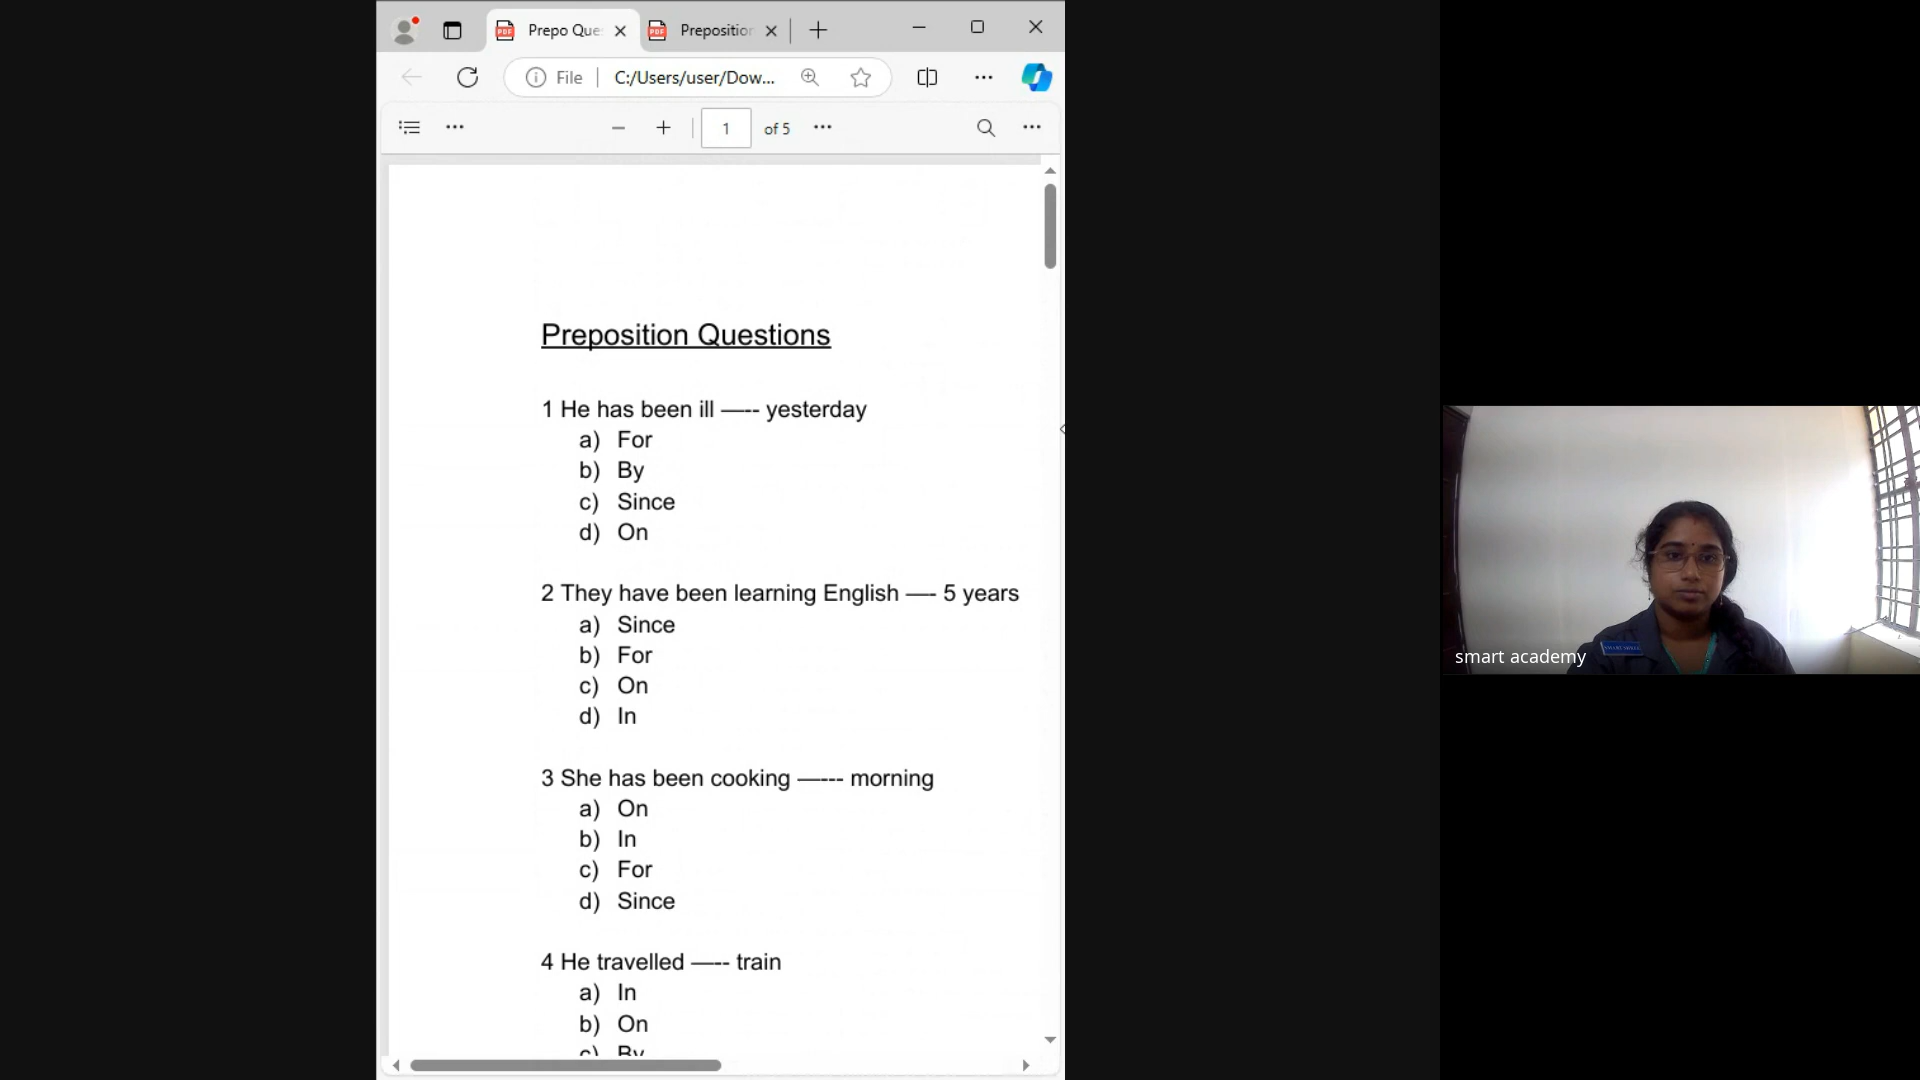 Prepo Que
Preposition
File
C:/Users/user/Dow...
1 of 5
Preposition Questions
1 He has been ill —-- yesterday
a) For
b) By
c) Since
d) On
2 They have been learning English —- 5 years
a) Since
b) For
c) On
d) In
3 She has been cooking —--- morning
a) On
b) In
c) For
d) Since
4 He travelled —-- train
a) In
b) On
c) By
smart academy